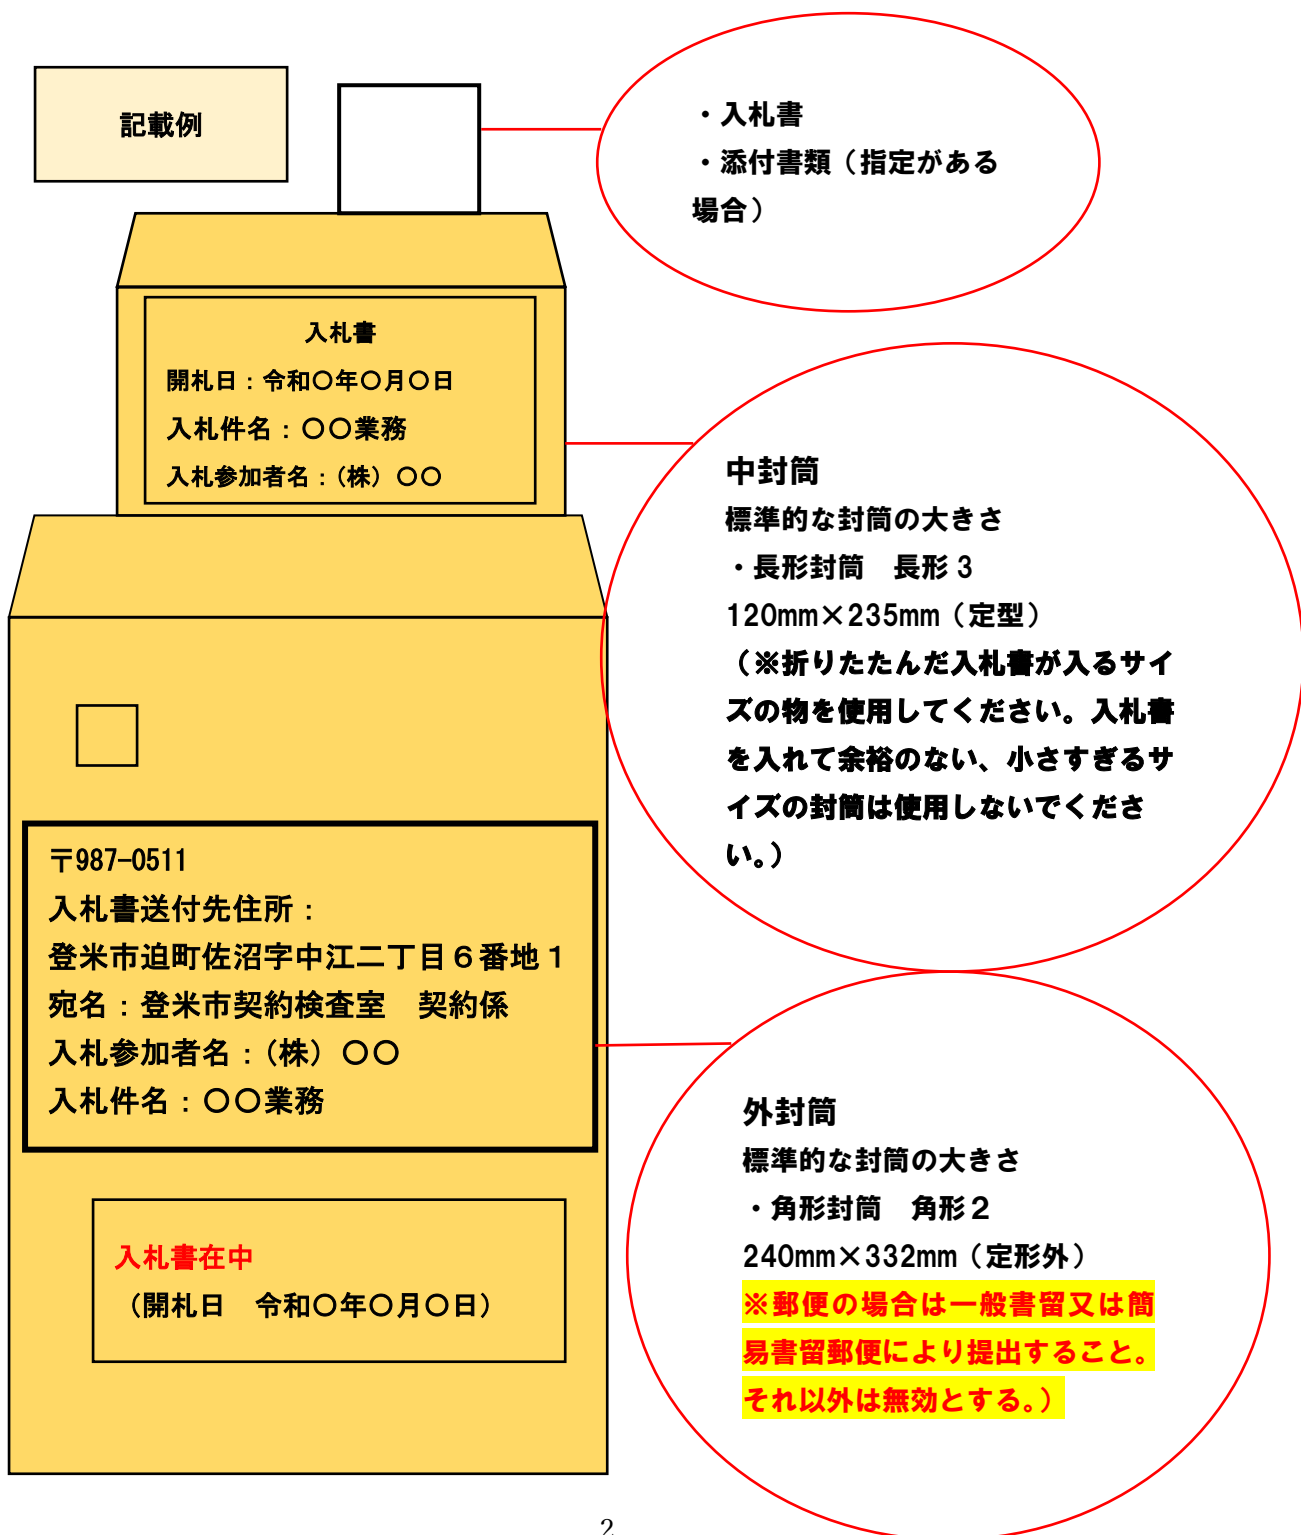 記載例
・入札書
・添付書類（指定がある
場合）
入札書
開札日：令和〇年〇月〇日
入札件名：〇〇業務
入札参加者名：（株）〇〇
中封筒
標準的な封筒の大きさ
・長形封筒　長形３
120mm×235mm（定型）
（※折りたたんだ入札書が入るサイ
ズの物を使用してください。入札書
を入れて余裕のない、小さすぎるサ
イズの封筒は使用しないでくださ
い。）
〒987-0511
入札書送付先住所：
登米市迫町佐沼字中江二丁目６番地１
宛名：登米市契約検査室　契約係
入札参加者名：（株）〇〇
入札件名：〇〇業務
入札書在中
（開札日　令和〇年〇月〇日）
外封筒
標準的な封筒の大きさ
・角形封筒　角形２
240mm×332mm（定形外）
※郵便の場合は一般書留又は簡
易書留郵便により提出すること。
それ以外は無効とする。）
2